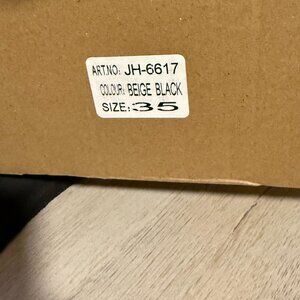 ART.NO: JH-6617
COLOUR: BEIGE BLACK
SIZE: 35